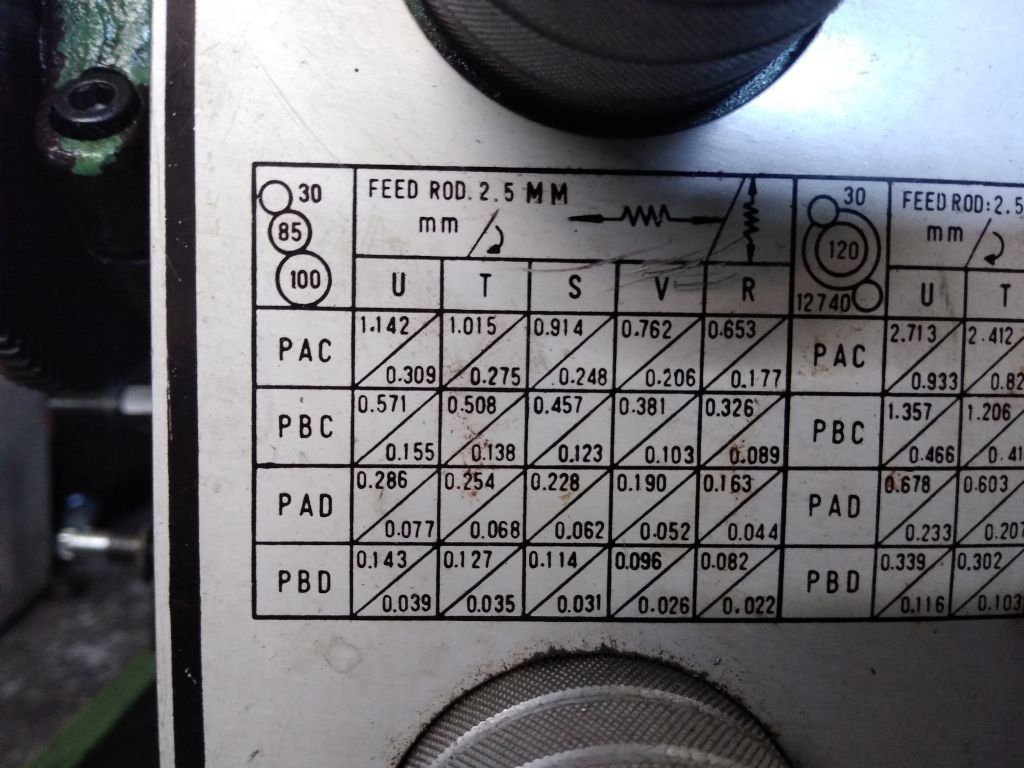 30
85
100
FEED ROD. 2.5 MM
mm
U T S V R
PAC 1.142 1.015 0.914 0.762 0.653
0.309 0.275 0.248 0.206 0.177
PBC 0.571 0.508 0.457 0.381 0.326
0.155 0.138 0.123 0.103 0.089
PAD 0.286 0.254 0.228 0.190 0.163
0.077 0.068 0.062 0.052 0.044
PBD 0.143 0.127 0.114 0.096 0.082
0.039 0.035 0.031 0.026 0.022
30
120
12740
FEED ROD: 2.5
mm
U T
PAC 2.713 2.412
0.933 0.82
PBC 1.357 1.206
0.466 0.41
PAD 0.678 0.603
0.233 0.207
PBD 0.339 0.302
0.116 0.103